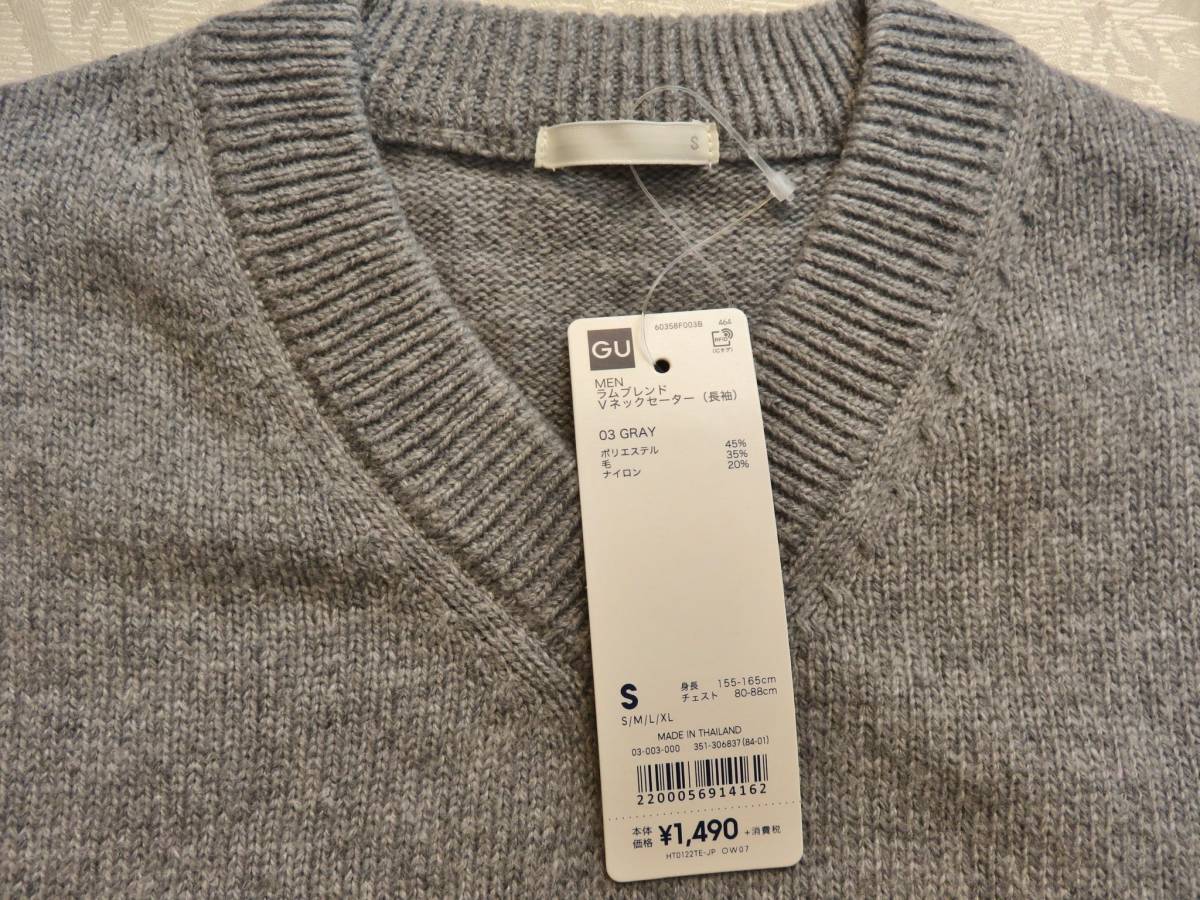 S
60358F003B 464
GU
RFID
(ICタグ)
MEN
ラムブレンド
Vネックセーター（長袖）
03 GRAY
ポリエステル 45%
毛 35%
ナイロン 20%
S 身長 155-165cm
チェスト 80-88cm
S/M/L/XL
MADE IN THAILAND
03-003-000 351-306837(84-01)
2200056914162
本体価格 ¥1,490 +消費税
HT0122TE-JP OW07